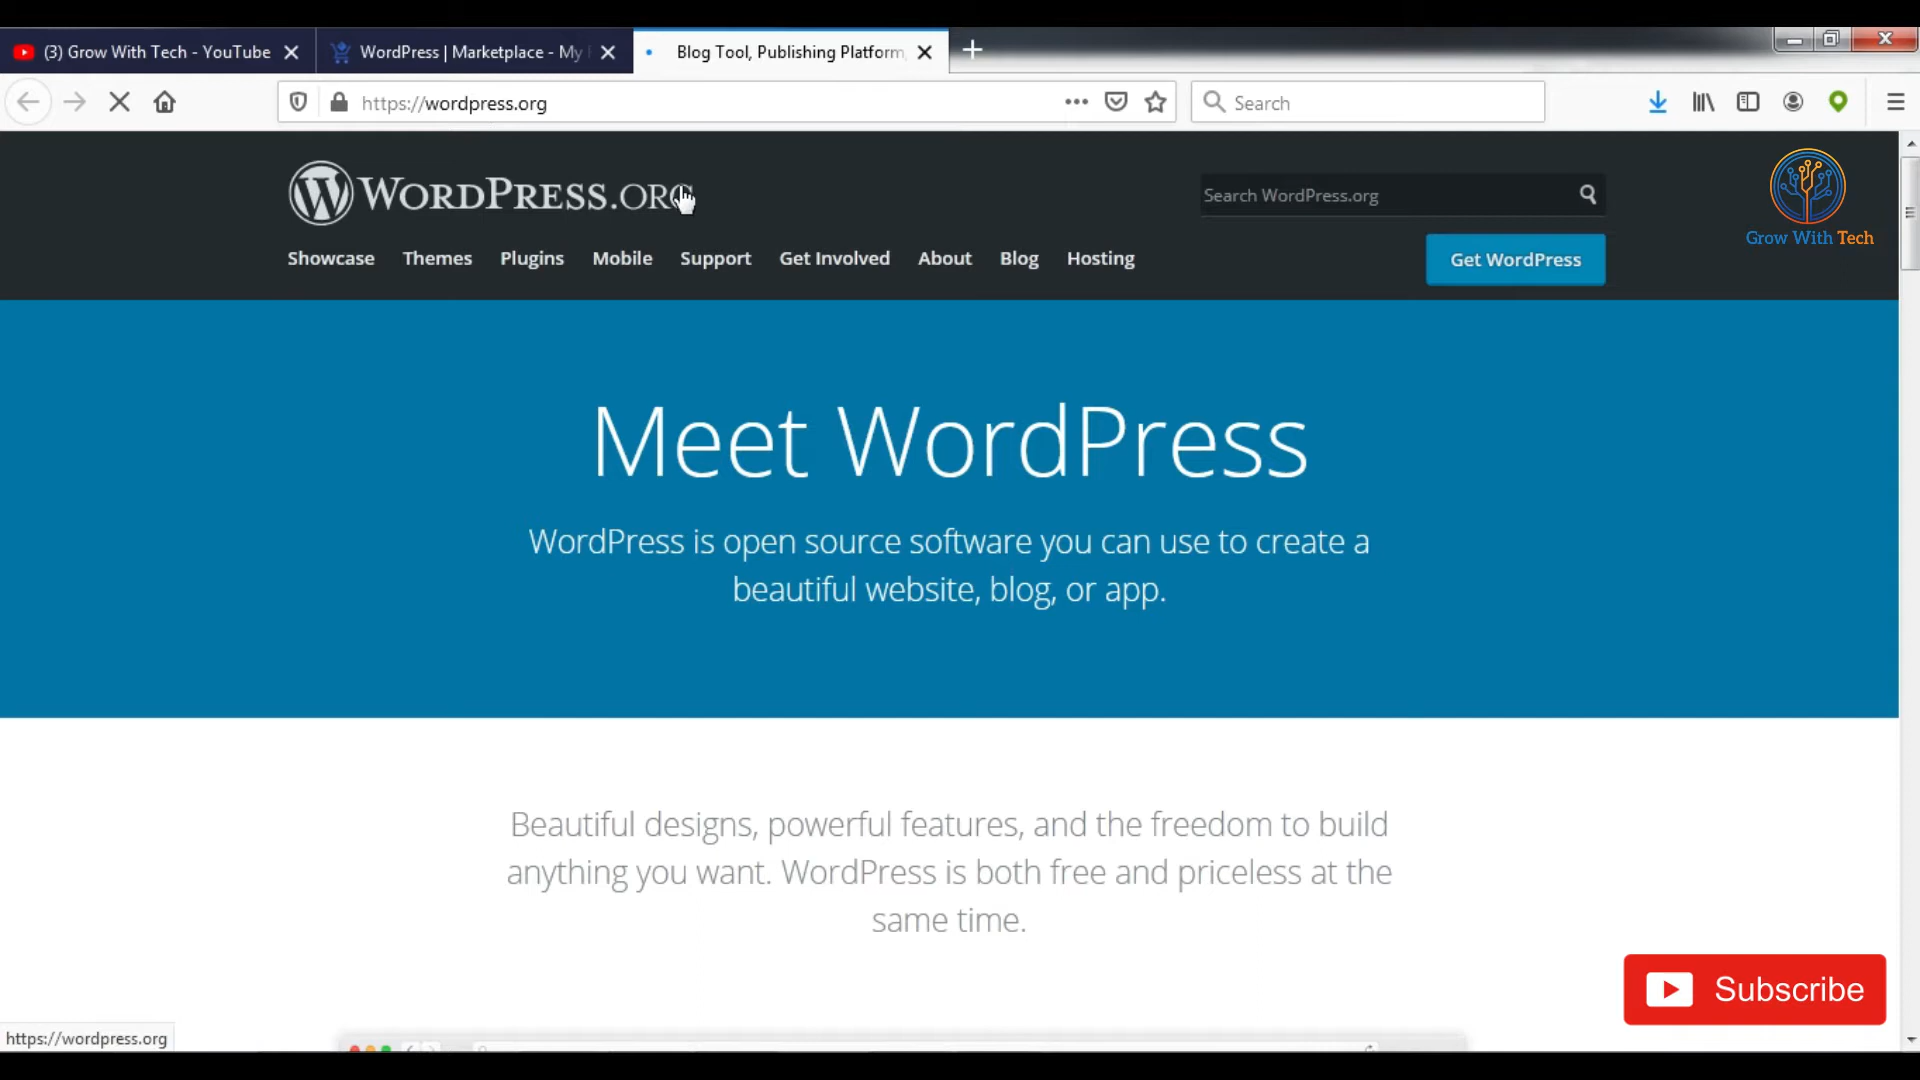 (3) Grow With Tech - YouTube
WordPress | Marketplace - My
Blog Tool, Publishing Platform,
https://wordpress.org
Search
WORDPRESS.ORG
Search WordPress.org
Grow With Tech
Showcase Themes Plugins Mobile Support Get Involved About Blog Hosting
Get WordPress
Meet WordPress
WordPress is open source software you can use to create a
beautiful website, blog, or app.
Beautiful designs, powerful features, and the freedom to build
anything you want. WordPress is both free and priceless at the
same time.
Subscribe
https://wordpress.org